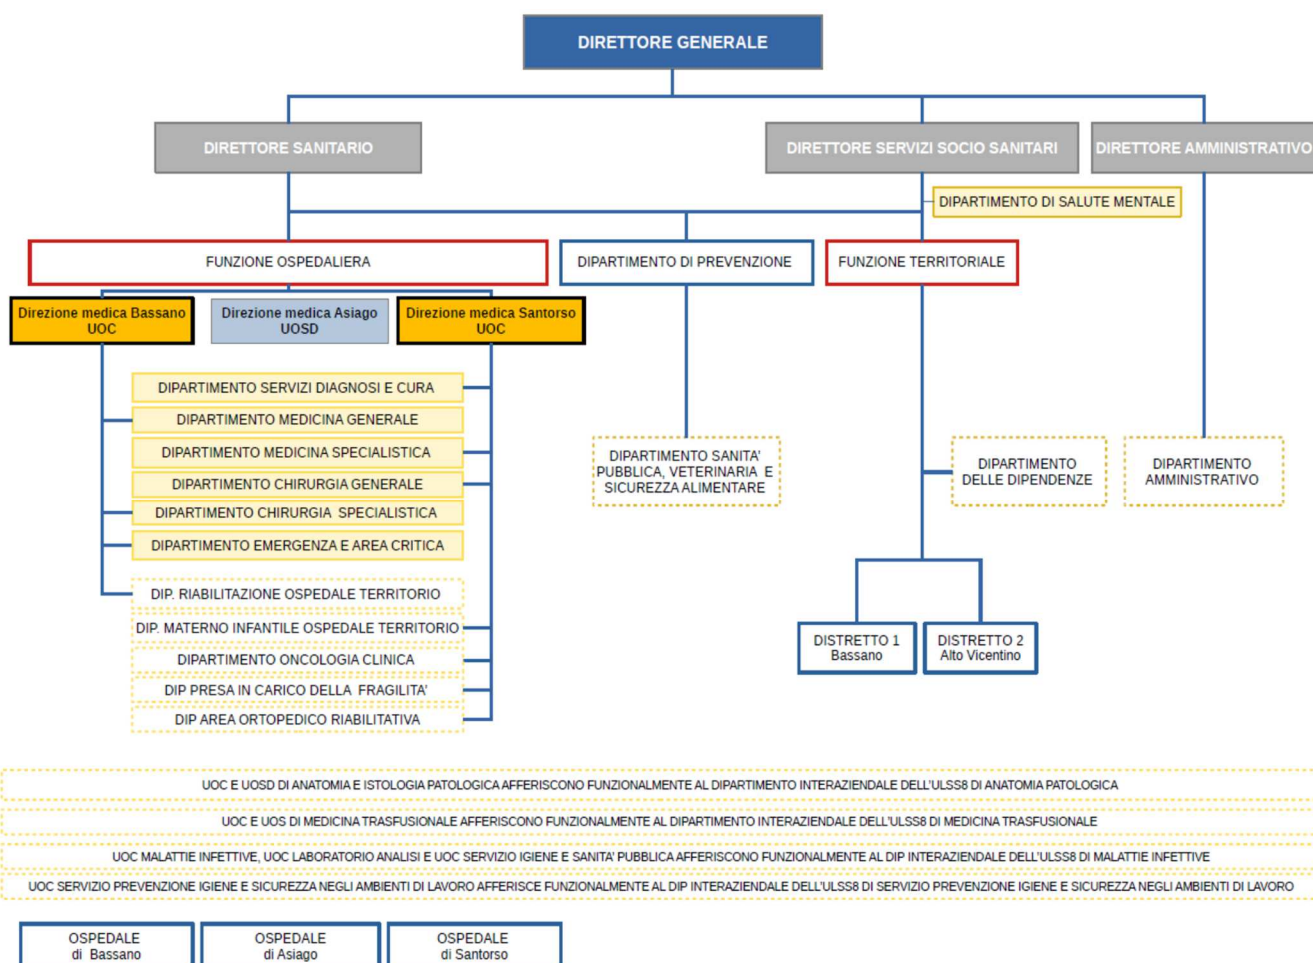 DIRETTORE GENERALE
DIRETTORE SANITARIO
DIRETTORE SERVIZI SOCIO SANITARI
DIRETTORE AMMINISTRATIVO
DIPARTIMENTO DI SALUTE MENTALE
FUNZIONE OSPEDALIERA
DIPARTIMENTO DI PREVENZIONE
FUNZIONE TERRITORIALE
Direzione medica Bassano
UOC
Direzione medica Asiago
UOSD
Direzione medica Santorso
UOC
DIPARTIMENTO SERVIZI DIAGNOSI E CURA
DIPARTIMENTO MEDICINA GENERALE
DIPARTIMENTO MEDICINA SPECIALISTICA
DIPARTIMENTO CHIRURGIA GENERALE
DIPARTIMENTO CHIRURGIA SPECIALISTICA
DIPARTIMENTO EMERGENZA E AREA CRITICA
DIP. RIABILITAZIONE OSPEDALE TERRITORIO
DIP. MATERNO INFANTILE OSPEDALE TERRITORIO
DIPARTIMENTO ONCOLOGIA CLINICA
DIP PRESA IN CARICO DELLA FRAGILITA'
DIP AREA ORTOPEDICO RIABILITATIVA
DIPARTIMENTO SANITA'
PUBBLICA, VETERINARIA E
SICUREZZA ALIMENTARE
DIPARTIMENTO
DELLE DIPENDENZE
DIPARTIMENTO
AMMINISTRATIVO
DISTRETTO 1
Bassano
DISTRETTO 2
Alto Vicentino
UOC E UOSD DI ANATOMIA E ISTOLOGIA PATOLOGICA AFFERISCONO FUNZIONALMENTE AL DIPARTIMENTO INTERAZIENDALE DELL'ULSS8 DI ANATOMIA PATOLOGICA
UOC E UOS DI MEDICINA TRASFUSIONALE AFFERISCONO FUNZIONALMENTE AL DIPARTIMENTO INTERAZIENDALE DELL'ULSS8 DI MEDICINA TRASFUSIONALE
UOC MALATTIE INFETTIVE, UOC LABORATORIO ANALISI E UOC SERVIZIO IGIENE E SANITA' PUBBLICA AFFERISCONO FUNZIONALMENTE AL DIP INTERAZIENDALE DELL'ULSS8 DI MALATTIE INFETTIVE
UOC SERVIZIO PREVENZIONE IGIENE E SICUREZZA NEGLI AMBIENTI DI LAVORO AFFERISCE FUNZIONALMENTE AL DIP INTERAZIENDALE DELL'ULSS8 DI SERVIZIO PREVENZIONE IGIENE E SICUREZZA NEGLI AMBIENTI DI LAVORO
OSPEDALE
di Bassano
OSPEDALE
di Asiago
OSPEDALE
di Santorso